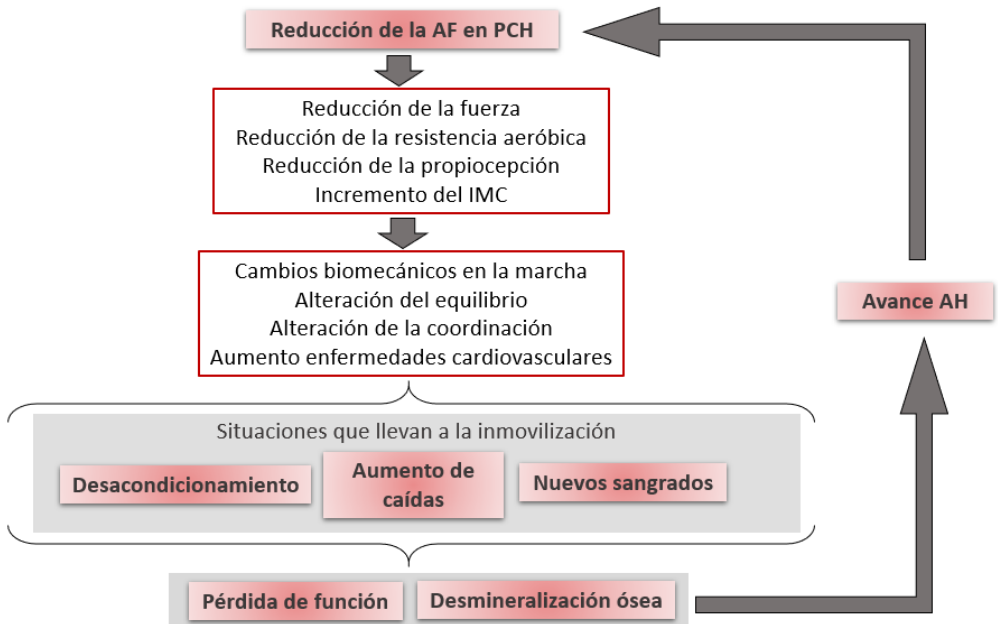 Reducción de la AF en PCH
Reducción de la fuerza
Reducción de la resistencia aeróbica
Reducción de la propiocepción
Incremento del IMC
Cambios biomecánicos en la marcha
Alteración del equilibrio
Alteración de la coordinación
Aumento enfermedades cardiovasculares
Situaciones que llevan a la inmovilización
Desacondicionamiento
Aumento de
caídas
Nuevos sangrados
Pérdida de función
Desmineralización ósea
Avance AH